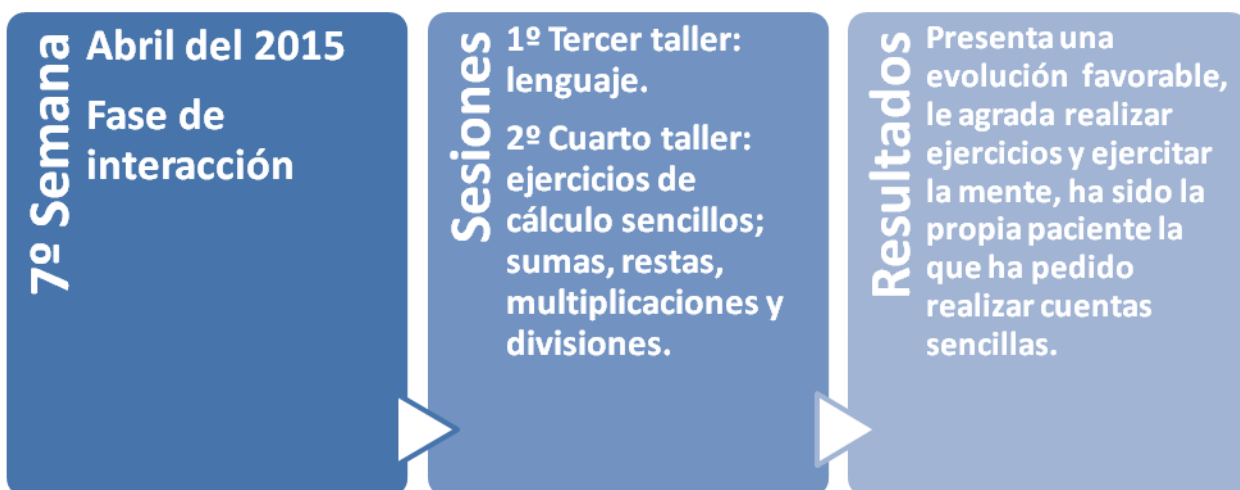 7º Semana
Abril del 2015
Fase de
interacción
Sesiones
1º Tercer taller:
lenguaje.
2º Cuarto taller:
ejercicios de
cálculo sencillos;
sumas, restas,
multiplicaciones y
divisiones.
Resultados
Presenta una
evolución favorable,
le agrada realizar
ejercicios y ejercitar
la mente, ha sido la
propia paciente la
que ha pedido
realizar cuentas
sencillas.